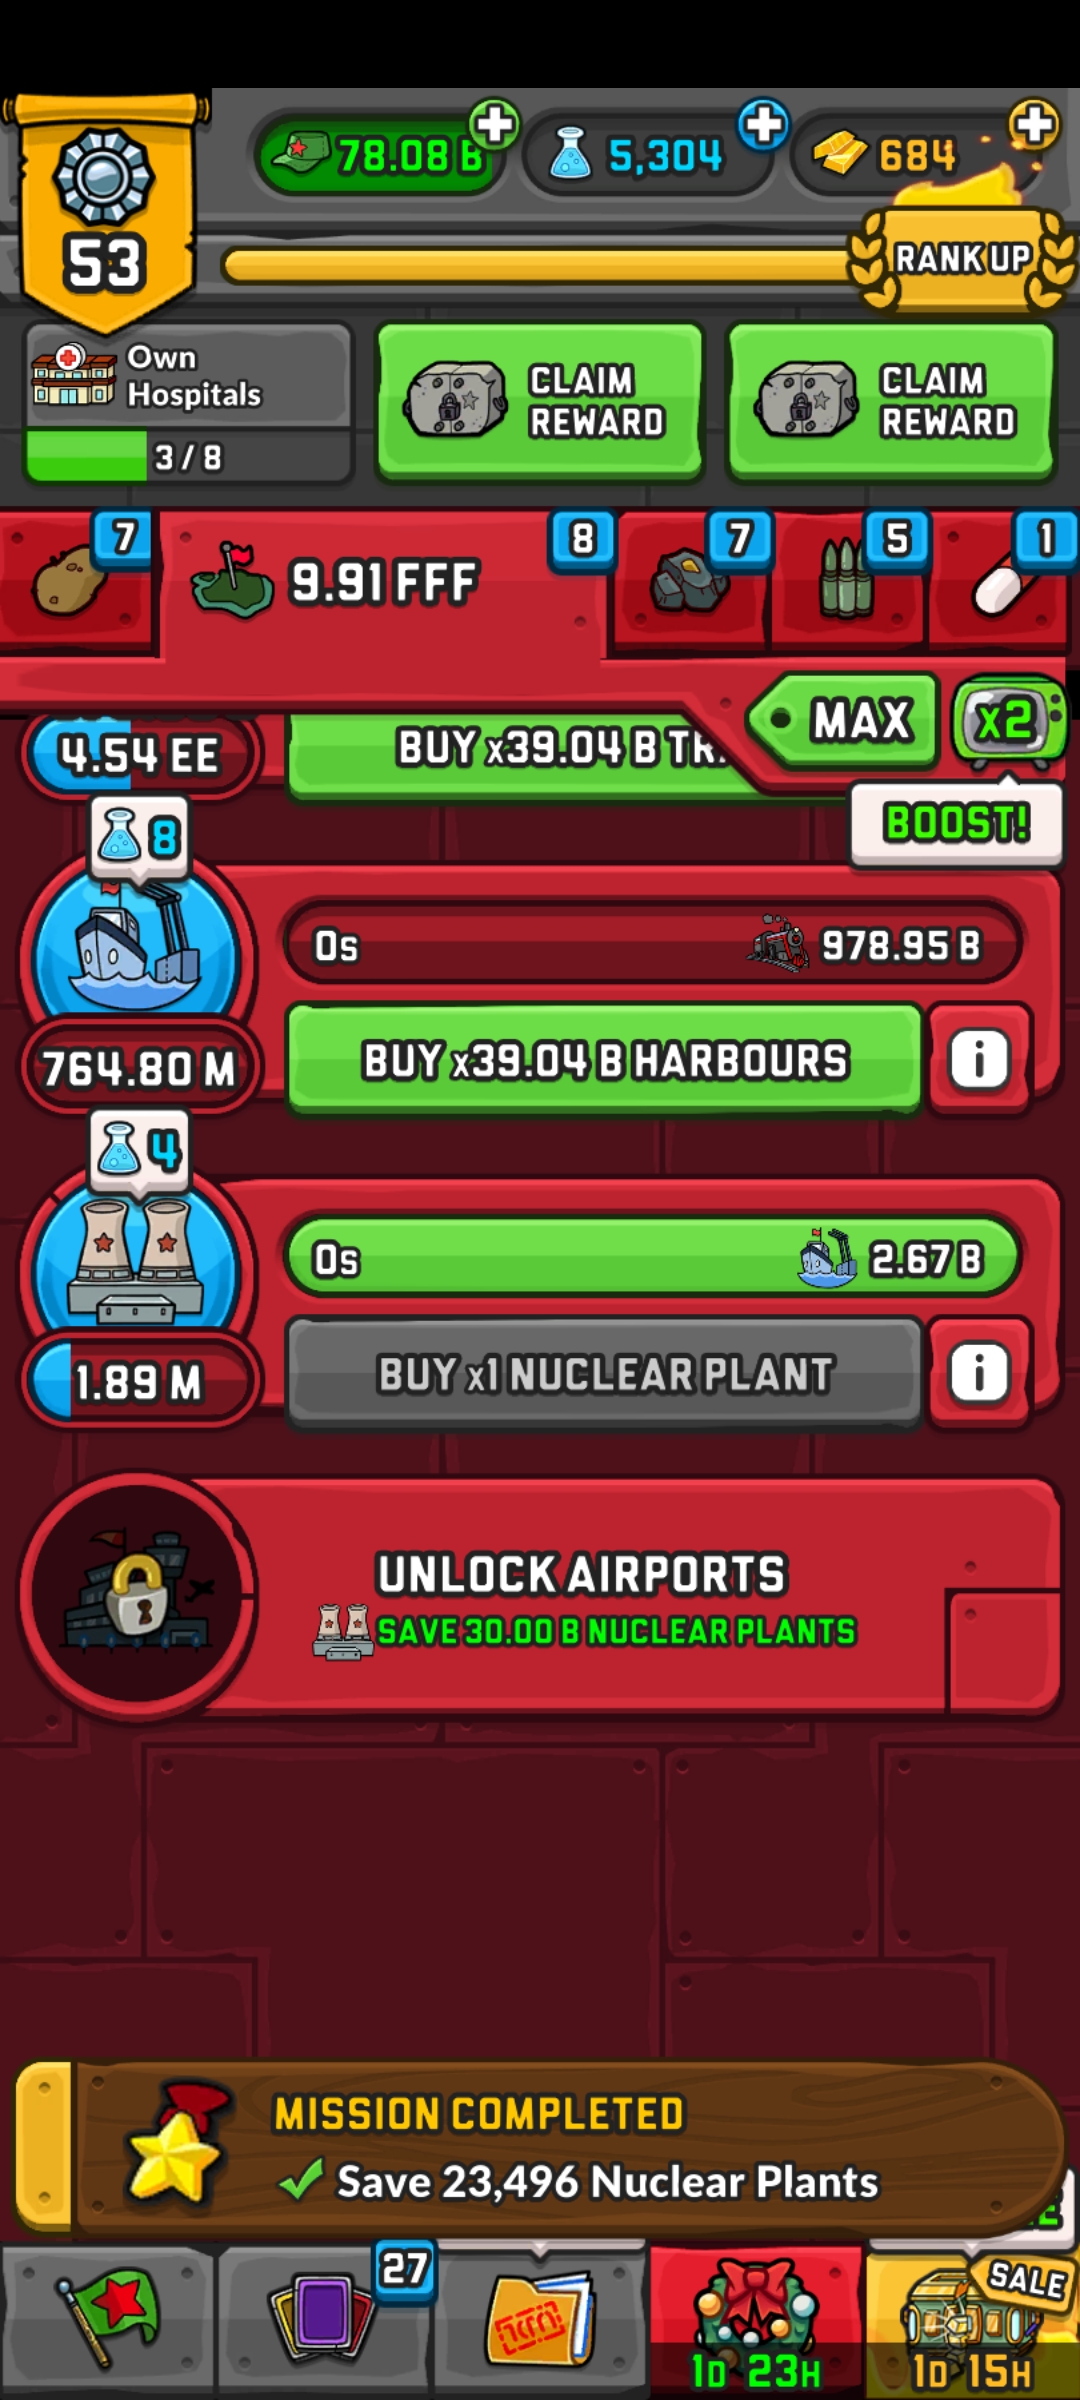 78.08 B
5,304
684
53
RANK UP
Own
Hospitals
3 / 8
CLAIM
REWARD
CLAIM
REWARD
7
9.91 FFF
8
7
5
1
4.54 EE
BUY x39.04 B
MAX
x2
BOOST!
8
0s
978.95 B
764.80 M
BUY x39.04 B HARBOURS
i
4
0s
2.67 B
1.89 M
BUY x1 NUCLEAR PLANT
i
UNLOCK AIRPORTS
SAVE 30.00 B NUCLEAR PLANTS
MISSION COMPLETED
Save 23,496 Nuclear Plants
27
SALE
1D 23H
1D 15H